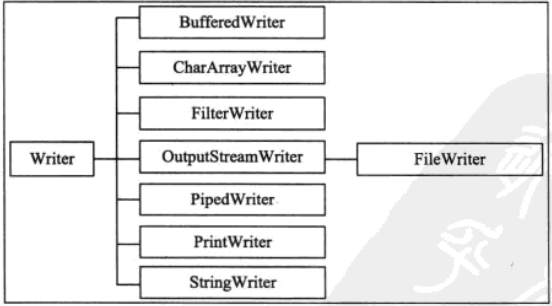 BufferedWriter
CharArrayWriter
FilterWriter
Writer
OutputStreamWriter
FileWriter
PipedWriter
PrintWriter
StringWriter